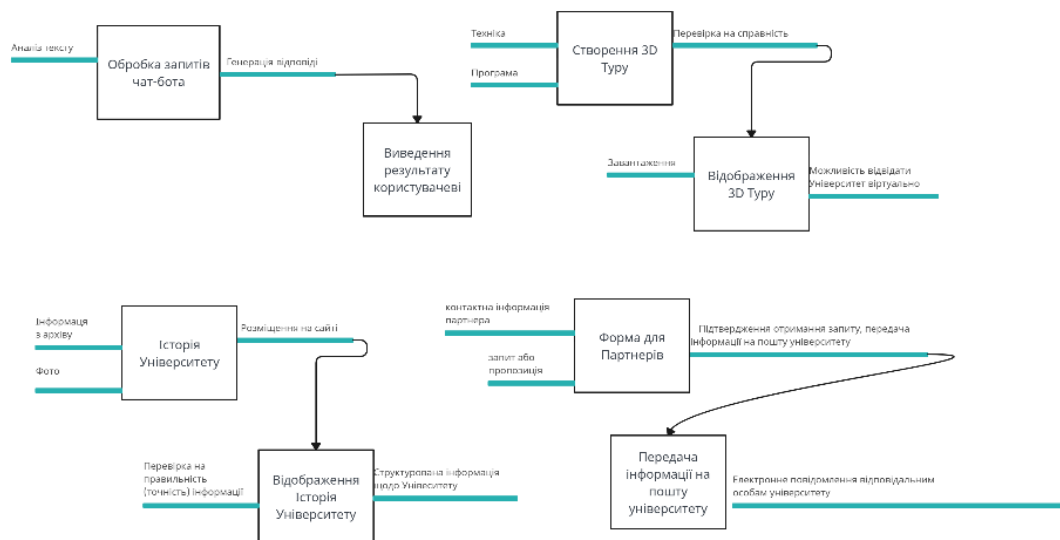 Аналіз тексту
Обробка запитів
чат-бота
Генерація відповіді
Виведення
результату
користувачеві
Техніка
Програма
Створення 3D
Туру
Перевірка на справність
Завантаження
Відображення
3D Туру
Можливість відвідати
Університет віртуально
Інформація
з архіву
Фото
Історія
Університету
Розміщення на сайті
Перевірка на
правильність
(точність) інформації
Відображення
Історія
Університету
Структурована інформація
щодо Унівеситету
контактна інформація
партнера
запит або
пропозиція
Форма для
Партнерів
Підтвердження отримання запиту, передача
інформації на пошту університету
Передача
інформації на
пошту
університету
Електронне повідомлення відповідальним
особам університету